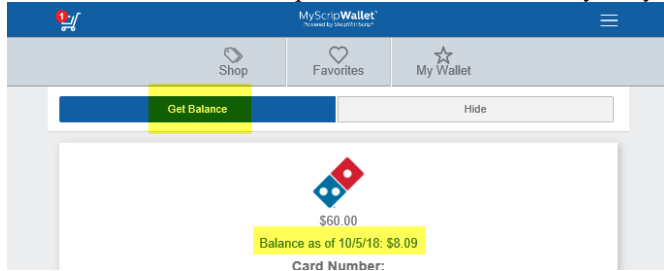 1
MyScripWallet™
Powered by ShopWithScrip®
Shop Favorites My Wallet
Get Balance Hide
$60.00
Balance as of 10/5/18: $8.09
Card Number: